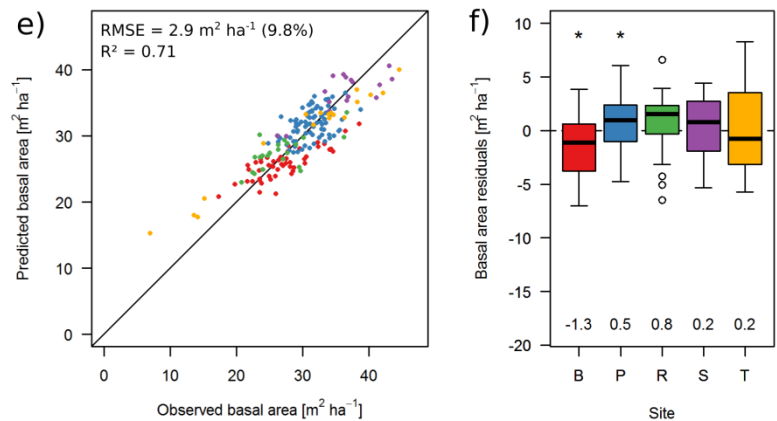 e)
RMSE = 2.9 m² ha⁻¹ (9.8%)
R² = 0.71
Predicted basal area [m² ha⁻¹]
40
30
20
10
0
0 10 20 30 40
Observed basal area [m² ha⁻¹]
f)
Basal area residuals [m² ha⁻¹]
10
5
0
-5
-10
-15
-20
* *
-1.3 0.5 0.8 0.2 0.2
B P R S T
Site